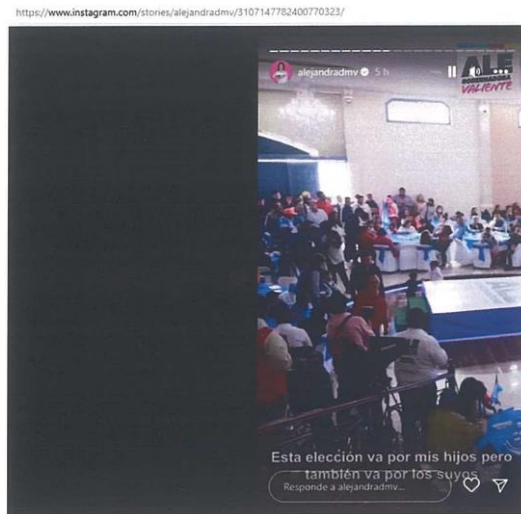 https://www.instagram.com/stories/alejandradmv/3107147782400770323/
alejandradmv 5 h
ALE
GOBERNADORA
VALIENTE
Esta elección va por mis hijos pero
también va por los suyos
Responde a alejandradmv...